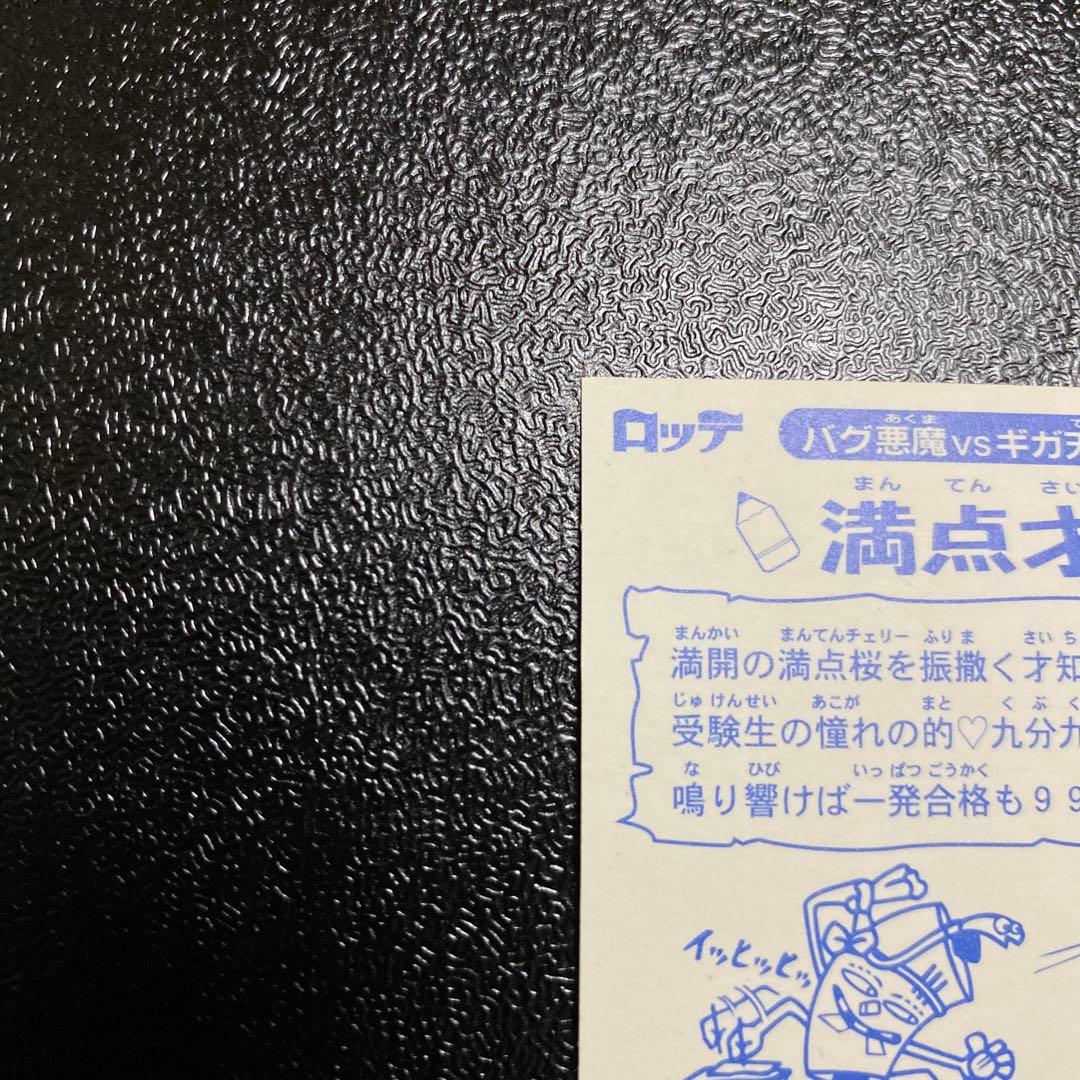 ロッテ
あくま
バグ悪魔VSギガ天
まん てん さい
満点才
まんかい まんてんチェリー ふりま さいち
満開の満点桜を振撒く才知
じゅけんせい あこが まと くぶく
受験生の憧れの的♡九分九
な ひび いっぱつごうかく
鳴り響けば一発合格も99
イッヒッヒッ